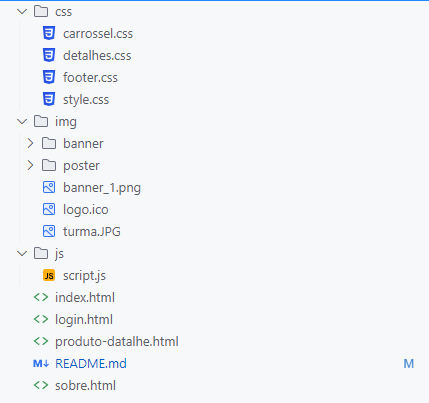 css
carrossel.css
detalhes.css
footer.css
style.css
img
banner
poster
banner_1.png
logo.ico
turma.JPG
js
JS script.js
index.html
login.html
produto-datalhe.html
M↓ README.md M
sobre.html